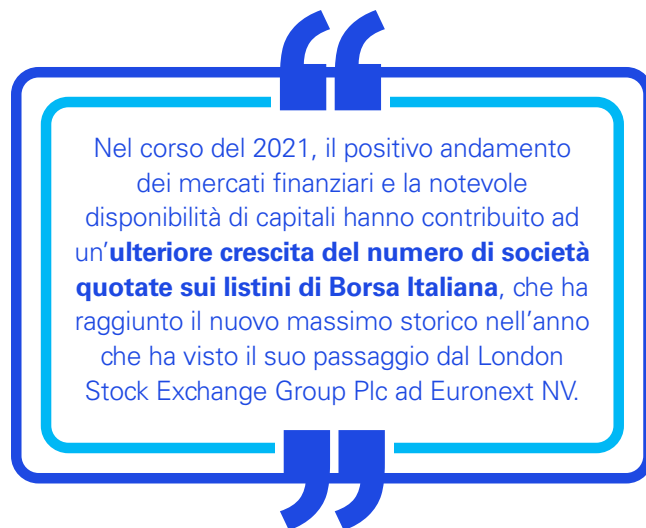 Nel corso del 2021, il positivo andamento
dei mercati finanziari e la notevole
disponibilità di capitali hanno contribuito ad
un'ulteriore crescita del numero di società
quotate sui listini di Borsa Italiana, che ha
raggiunto il nuovo massimo storico nell'anno
che ha visto il suo passaggio dal London
Stock Exchange Group Plc ad Euronext NV.